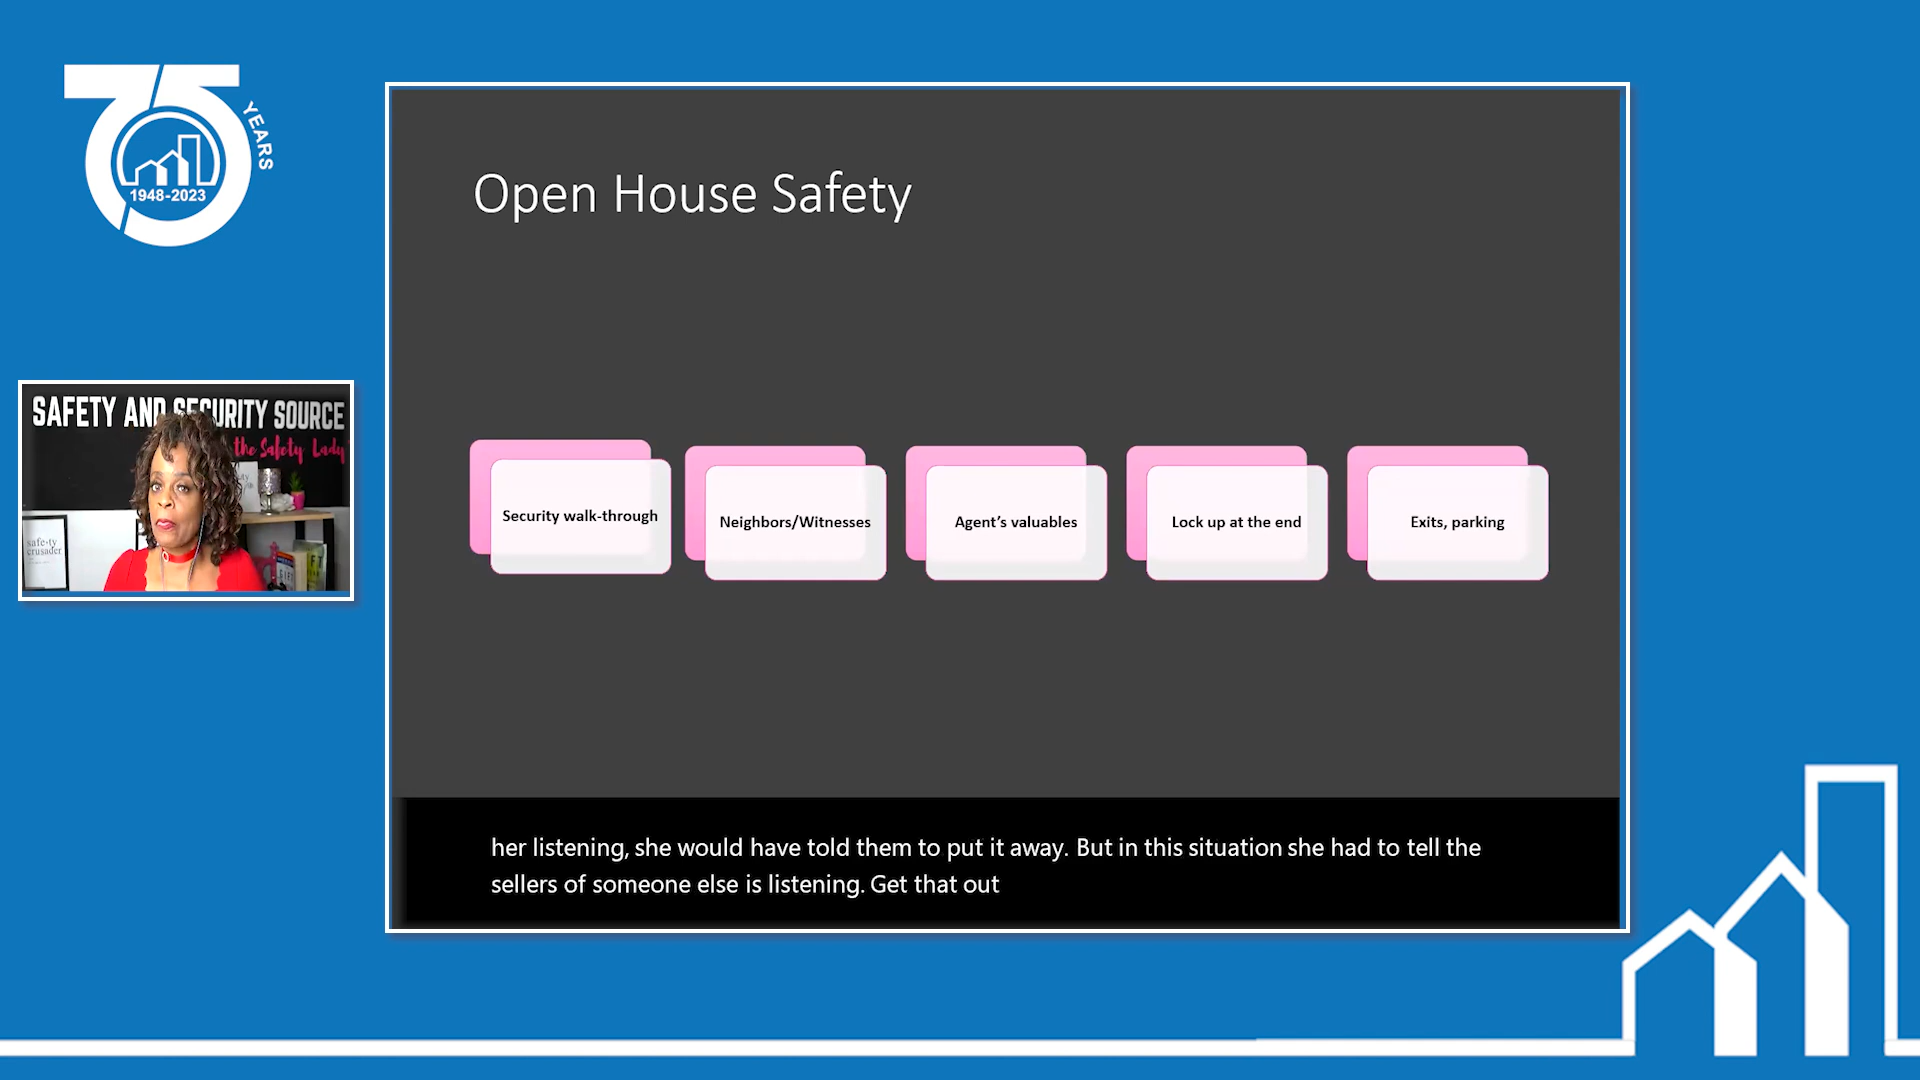 75
YEARS
1948-2023
Open House Safety
SAFETY AND SECURITY SOURCE
the Safety Lady
safe-ty
crusader
Security walk-through
Neighbors/Witnesses
Agent’s valuables
Lock up at the end
Exits, parking
her listening, she would have told them to put it away. But in this situation she had to tell the
sellers of someone else is listening. Get that out